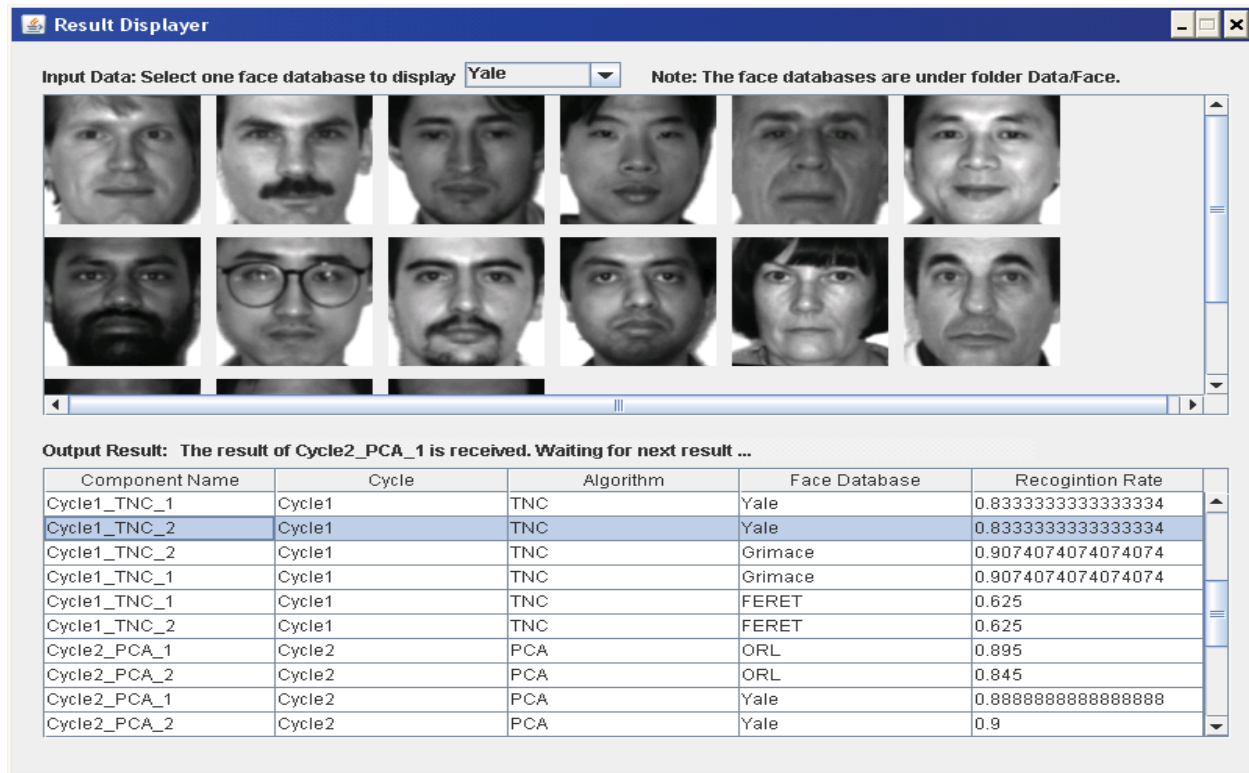 Result Displayer
Input Data: Select one face database to display Yale Note: The face databases are under folder Data/Face.
Output Result: The result of Cycle2_PCA_1 is received. Waiting for next result ...
Component Name Cycle Algorithm Face Database Recogintion Rate
Cycle1_TNC_1 Cycle1 TNC Yale 0.8333333333333334
Cycle1_TNC_2 Cycle1 TNC Yale 0.8333333333333334
Cycle1_TNC_2 Cycle1 TNC Grimace 0.9074074074074074
Cycle1_TNC_1 Cycle1 TNC Grimace 0.9074074074074074
Cycle1_TNC_1 Cycle1 TNC FERET 0.625
Cycle1_TNC_2 Cycle1 TNC FERET 0.625
Cycle2_PCA_1 Cycle2 PCA ORL 0.895
Cycle2_PCA_2 Cycle2 PCA ORL 0.845
Cycle2_PCA_1 Cycle2 PCA Yale 0.8888888888888888
Cycle2_PCA_2 Cycle2 PCA Yale 0.9